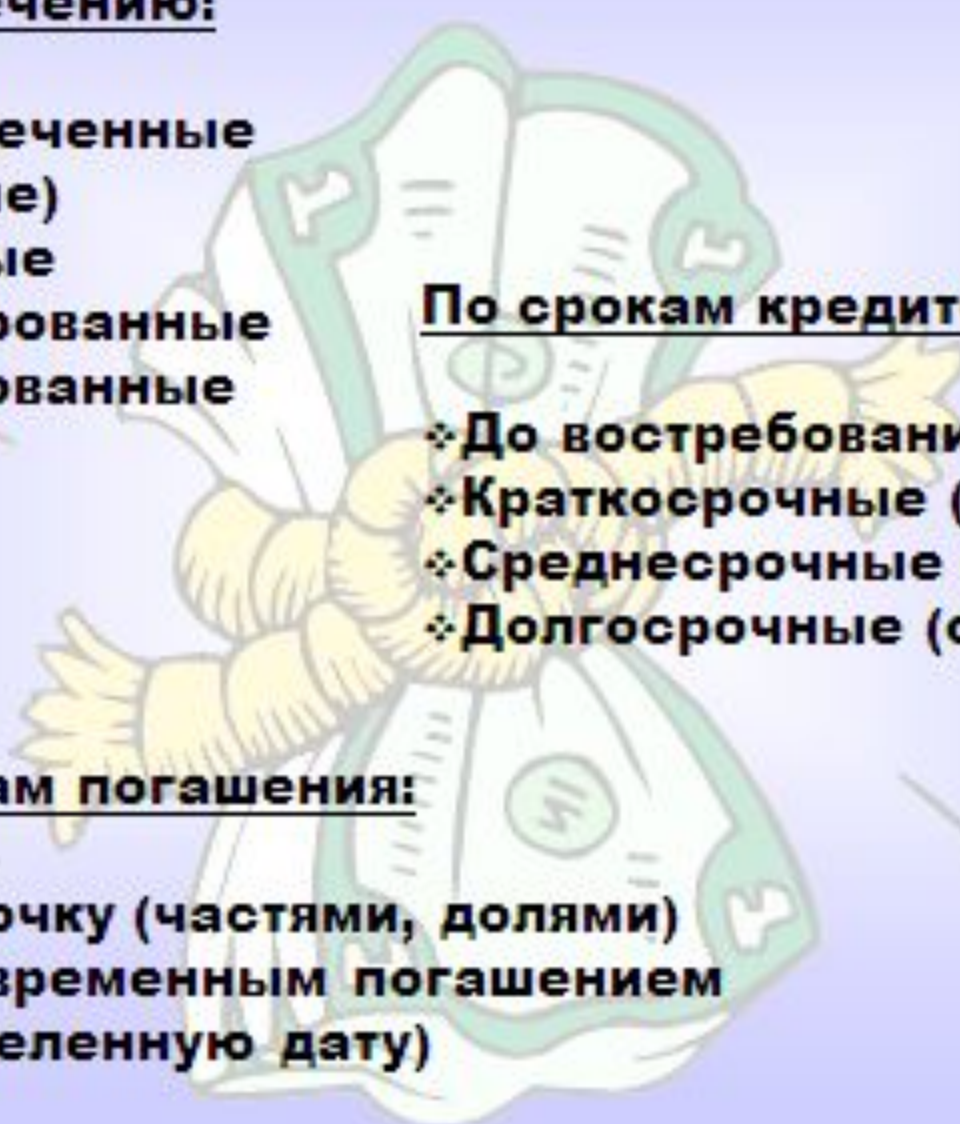 ечению:
еченные
ие)
ые
рованные
ованные
По срокам кредит
До востребовани
Краткосрочные (
Среднесрочные
Долгосрочные (с
ам погашения:
очку (частями, долями)
временным погашением
еленную дату)